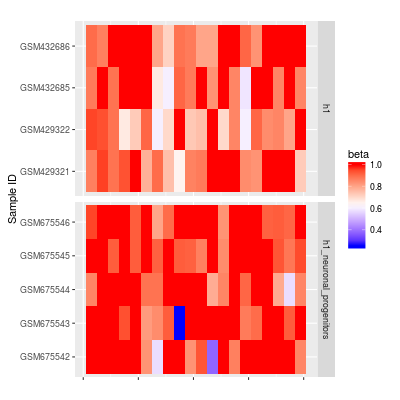 GSM432686
GSM432685
GSM429322
GSM429321
h1
GSM675546
GSM675545
GSM675544
GSM675543
GSM675542
h1_neuronal_progenitors
Sample ID
beta
1.0
0.8
0.6
0.4